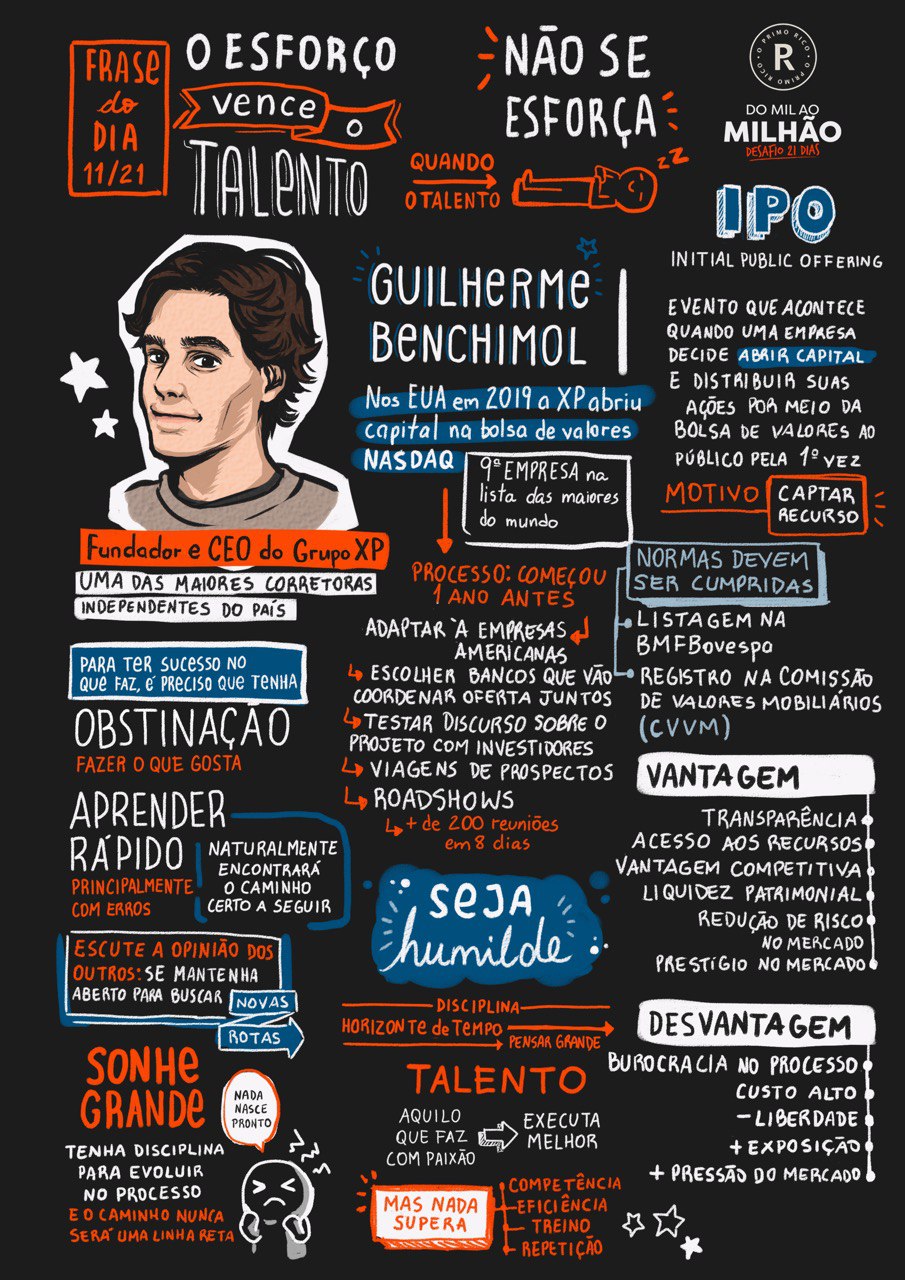 FRASE
do
DIA
11/21
O ESFORÇO
vence o
TALENTO
QUANDO
O TALENTO
NÃO SE
ESFORÇA
zzz
O PRIMO RICO • O PRIMO RICO •
R
DO MIL AO
MILHÃO
DESAFIO 21 DIAS
GUILHERME
BENCHIMOL
Nos EUA em 2019 a XP abriu
capital na bolsa de valores
NASDAQ
9ª EMPRESA na
lista das maiores
do mundo
Fundador e CEO do Grupo XP
UMA DAS MAIORES CORRETORAS
INDEPENDENTES DO PAÍS
PARA TER SUCESSO NO
QUE FAZ, É PRECISO QUE TENHA
OBSTINAÇÃO
FAZER O QUE GOSTA
APRENDER
RÁPIDO
PRINCIPALMENTE
COM ERROS
NATURALMENTE
ENCONTRARÁ
O CAMINHO
CERTO A SEGUIR
ESCUTE A OPINIÃO DOS
OUTROS: SE MANTENHA
ABERTO PARA BUSCAR NOVAS
ROTAS
SONHE
GRANDE
NADA
NASCE
PRONTO
TENHA DISCIPLINA
PARA EVOLUIR
NO PROCESSO
E O CAMINHO NUNCA
SERÁ UMA LINHA RETA
PROCESSO: COMEÇOU
1 ANO ANTES
ADAPTAR À EMPRESAS
AMERICANAS
ESCOLHER BANCOS QUE VÃO
COORDENAR OFERTA JUNTOS
TESTAR DISCURSO SOBRE O
PROJETO COM INVESTIDORES
VIAGENS DE PROSPECTOS
ROADSHOWS
+ de 200 reuniões
em 8 dias
SEJA
humilde
DISCIPLINA
HORIZONTE de TEMPO
PENSAR GRANDE
TALENTO
AQUILO
QUE FAZ
COM PAIXÃO
EXECUTA
MELHOR
MAS NADA
SUPERA
COMPETÊNCIA
EFICIÊNCIA
TREINO
REPETIÇÃO
IPO
INITIAL PUBLIC OFFERING
EVENTO QUE ACONTECE
QUANDO UMA EMPRESA
DECIDE ABRIR CAPITAL
E DISTRIBUIR SUAS
AÇÕES POR MEIO DA
BOLSA DE VALORES AO
PÚBLICO PELA 1º VEZ
MOTIVO
CAPTAR
RECURSO
NORMAS DEVEM
SER CUMPRIDAS
LISTAGEM NA
BMFBovespa
REGISTRO NA COMISSÃO
DE VALORES MOBILIÁRIOS
(CVVM)
VANTAGEM
TRANSPARÊNCIA
ACESSO AOS RECURSOS
VANTAGEM COMPETITIVA
LIQUIDEZ PATRIMONIAL
REDUÇÃO DE RISCO
NO MERCADO
PRESTÍGIO NO MERCADO
DESVANTAGEM
BUROCRACIA NO PROCESSO
CUSTO ALTO
- LIBERDADE
+ EXPOSIÇÃO
+ PRESSÃO DO MERCADO